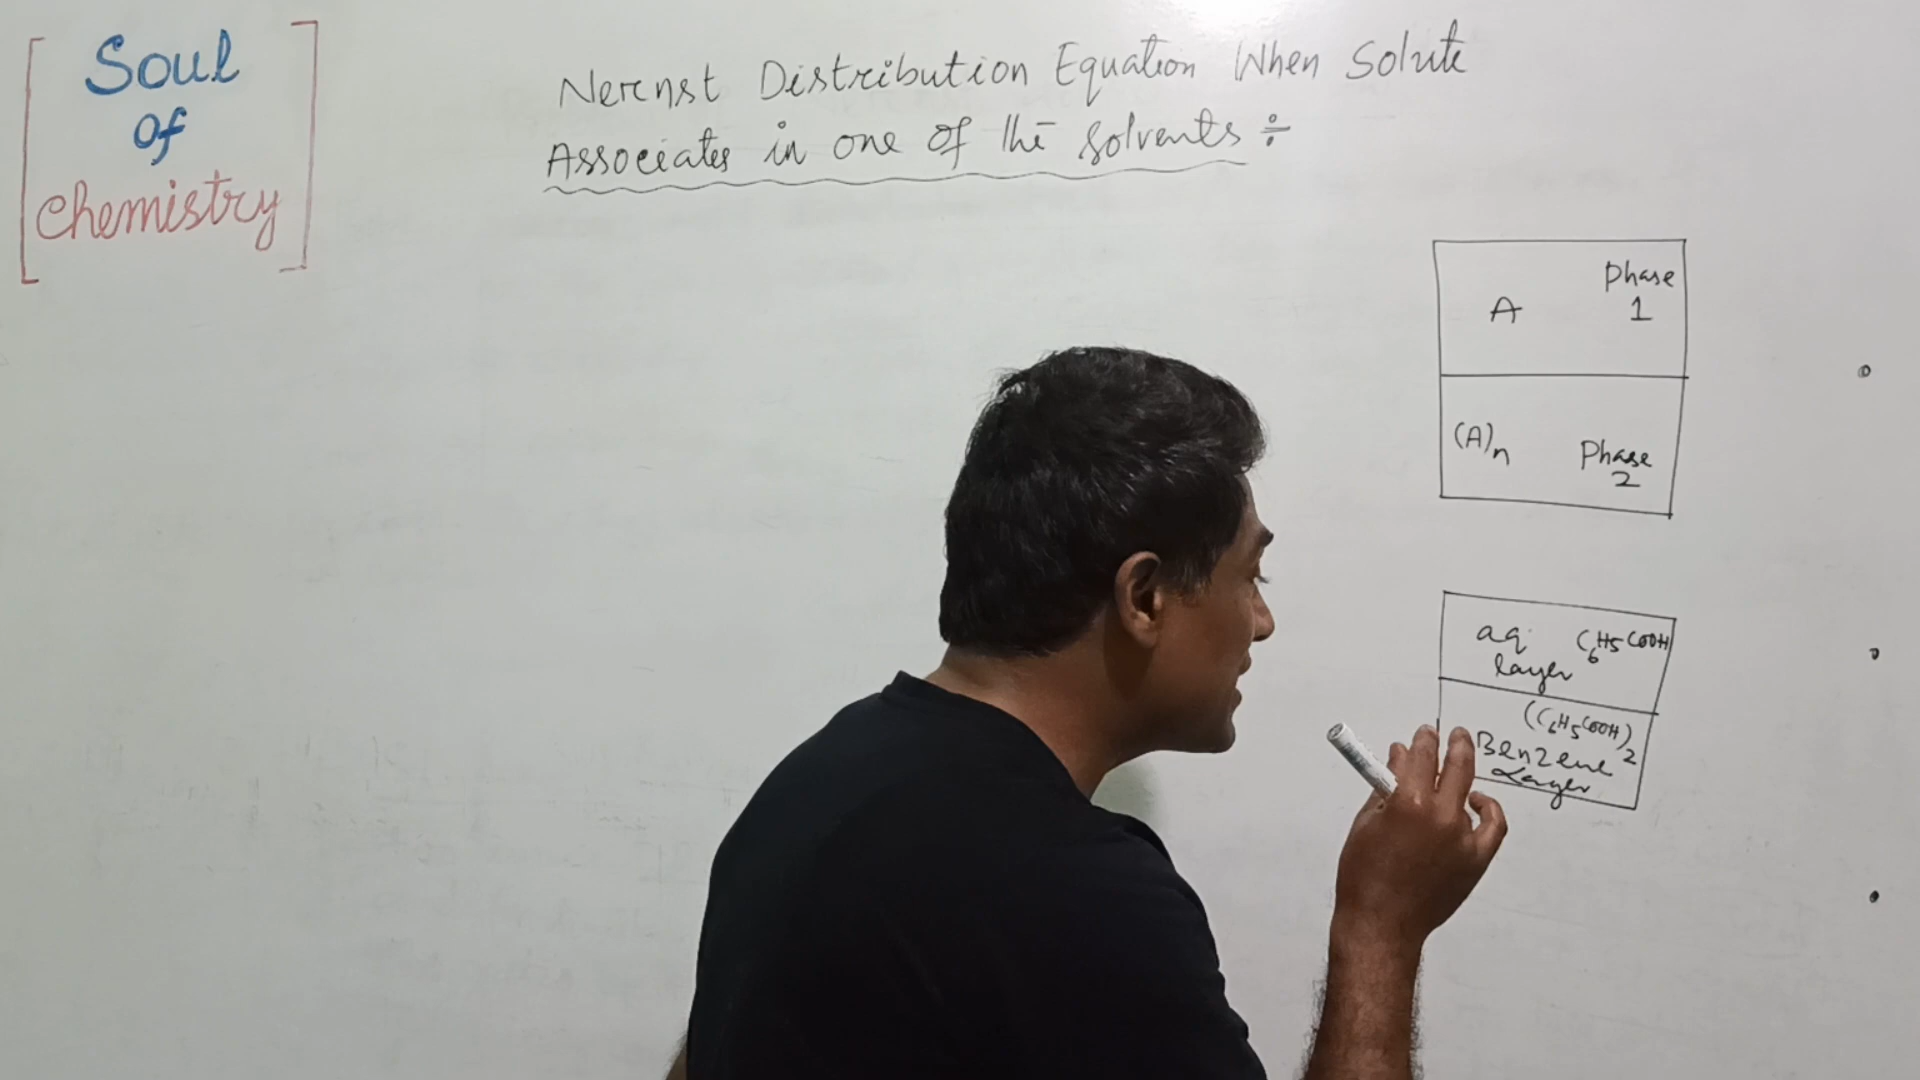 Soul
Of
Chemistry
Nernst Distribution Equation When Solute
Associates in one of the Solvents ÷
Phase
A 1
(A)n Phase
2
aq C6H5COOH
layer
(C6H5COOH)2
Benzene
Layer